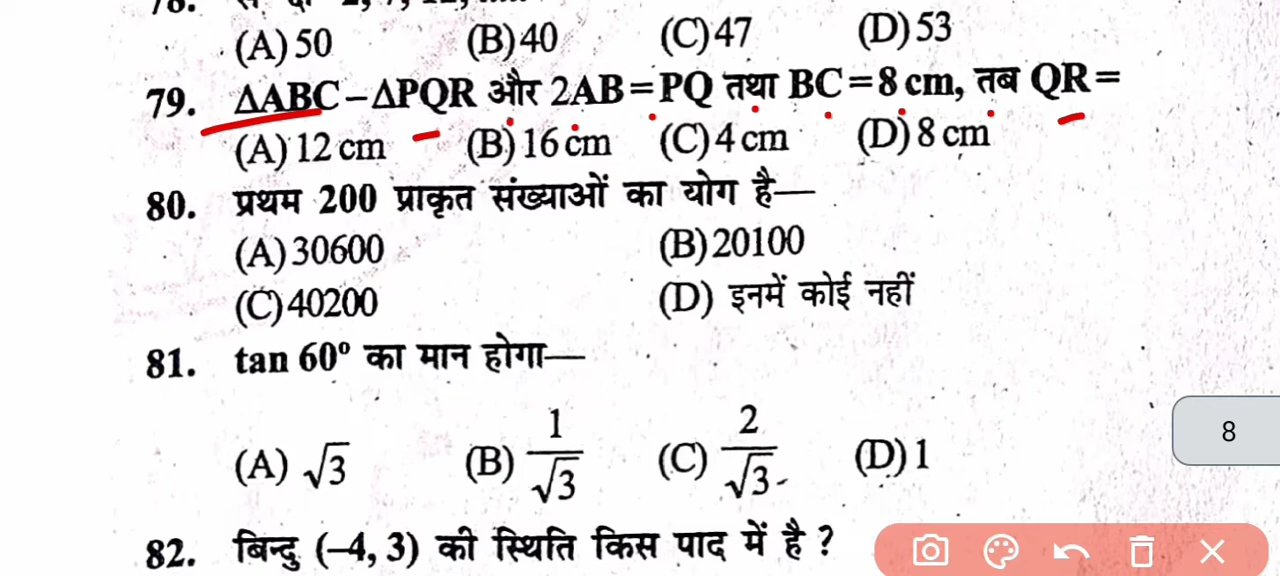 78.
(A) 50 (B) 40 (C) 47 (D) 53
79. ΔABC – ΔPQR और 2AB = PQ तथा BC = 8 cm, तब QR =
(A) 12 cm (B) 16 cm (C) 4 cm (D) 8 cm
80. प्रथम 200 प्राकृत संख्याओं का योग है—
(A) 30600 (B) 20100
(C) 40200 (D) इनमें कोई नहीं
81. tan 60° का मान होगा—
(A) √3 (B) 1/√3 (C) 2/√3 (D) 1
8
82. बिन्दु (–4, 3) की स्थिति किस पाद में है ?